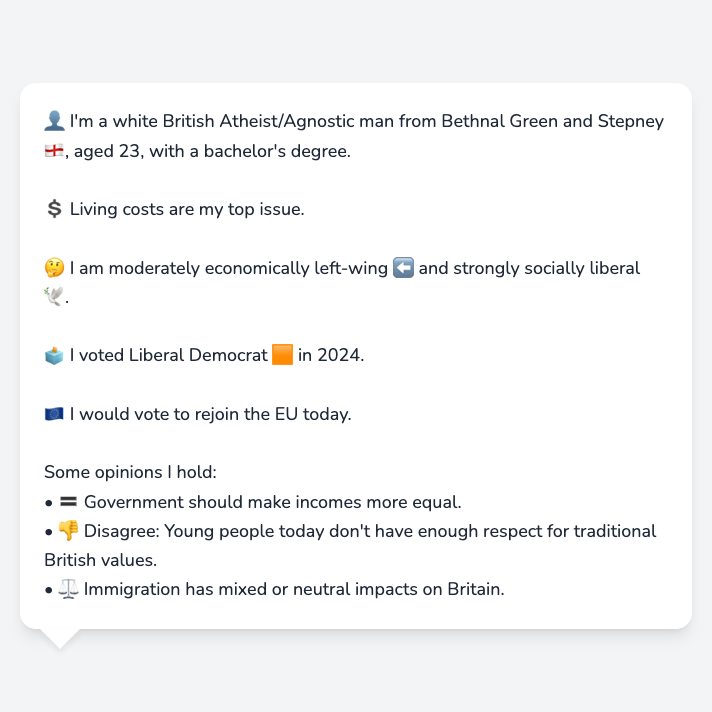 👤 I'm a white British Atheist/Agnostic man from Bethnal Green and Stepney
🏴󠁧󠁢󠁥󠁮󠁧󠁿, aged 23, with a bachelor's degree.
💲 Living costs are my top issue.
🤔 I am moderately economically left-wing ⬅️ and strongly socially liberal
🕊️.
🗳️ I voted Liberal Democrat 🟧 in 2024.
🇪🇺 I would vote to rejoin the EU today.
Some opinions I hold:
• 🟰 Government should make incomes more equal.
• 👎 Disagree: Young people today don't have enough respect for traditional
British values.
• ⚖️ Immigration has mixed or neutral impacts on Britain.